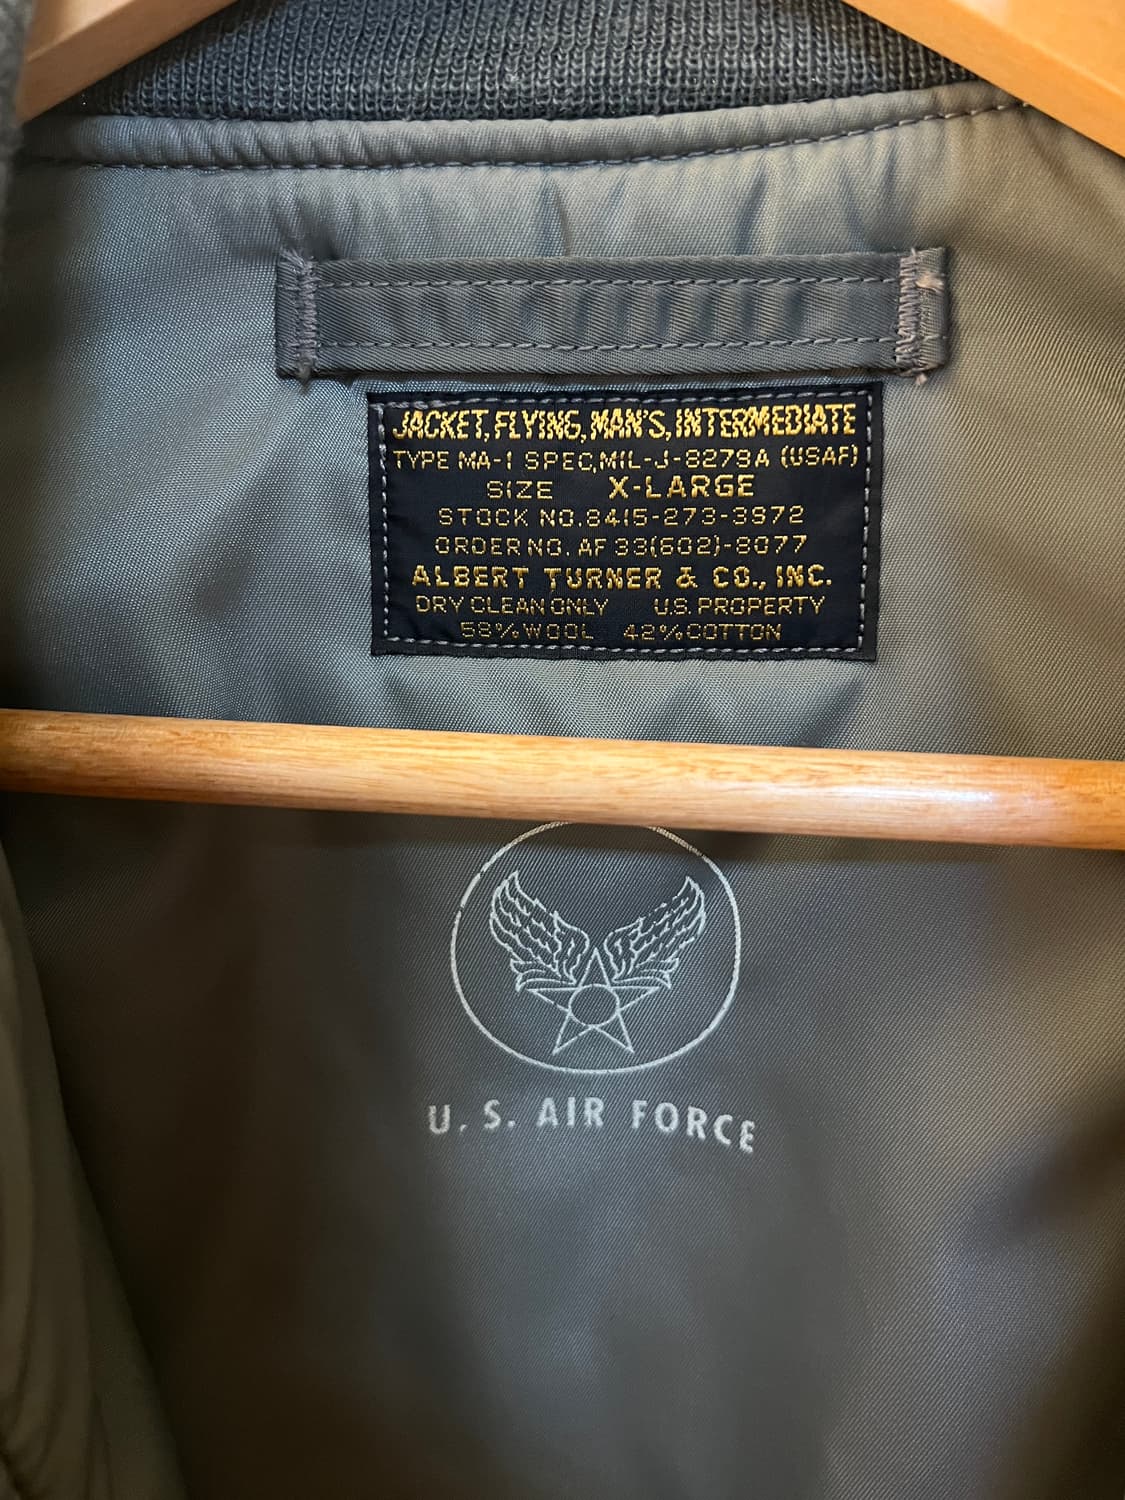 JACKET, FLYING, MAN'S, INTERMEDIATE
TYPE MA-1 SPEC, MIL-J-8279A (USAF)
SIZE X-LARGE
STOCK NO. 8415-273-3972
ORDER NO. AF 33(602)-8077
ALBERT TURNER & CO., INC.
DRY CLEAN ONLY U.S. PROPERTY
58% WOOL 42% COTTON
U. S. AIR FORCE